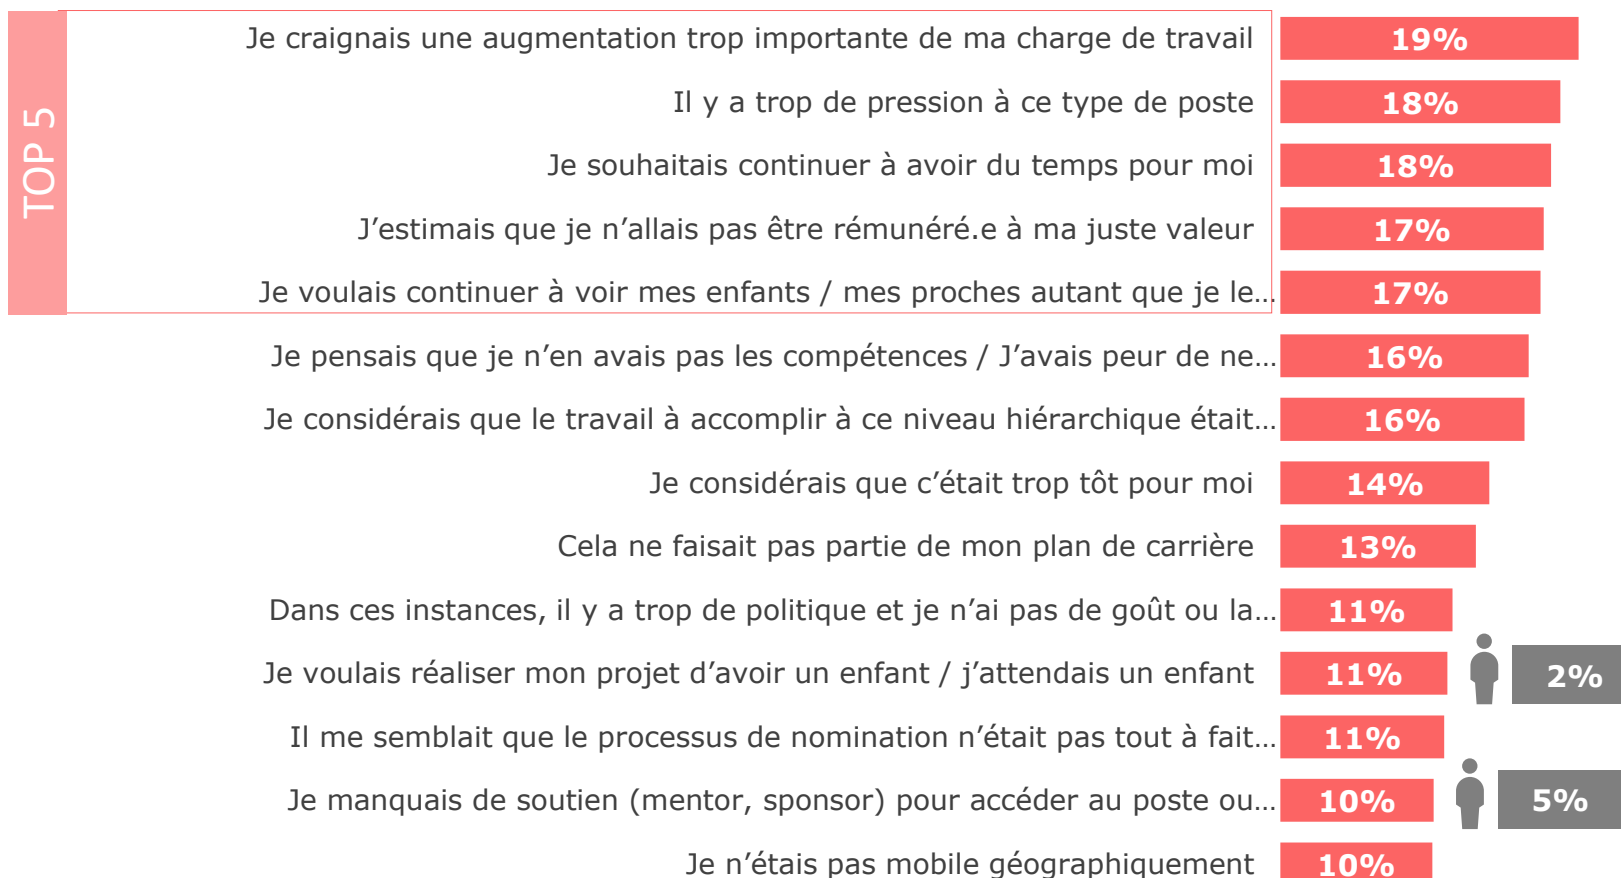 TOP 5
Je craignais une augmentation trop importante de ma charge de travail 19%
Il y a trop de pression à ce type de poste 18%
Je souhaitais continuer à avoir du temps pour moi 18%
J’estimais que je n’allais pas être rémunéré.e à ma juste valeur 17%
Je voulais continuer à voir mes enfants / mes proches autant que je le… 17%
Je pensais que je n’en avais pas les compétences / J’avais peur de ne… 16%
Je considérais que le travail à accomplir à ce niveau hiérarchique était… 16%
Je considérais que c’était trop tôt pour moi 14%
Cela ne faisait pas partie de mon plan de carrière 13%
Dans ces instances, il y a trop de politique et je n’ai pas de goût ou la… 11%
Je voulais réaliser mon projet d’avoir un enfant / j’attendais un enfant 11% 2%
Il me semblait que le processus de nomination n’était pas tout à fait… 11%
Je manquais de soutien (mentor, sponsor) pour accéder au poste ou… 10% 5%
Je n’étais pas mobile géographiquement 10%